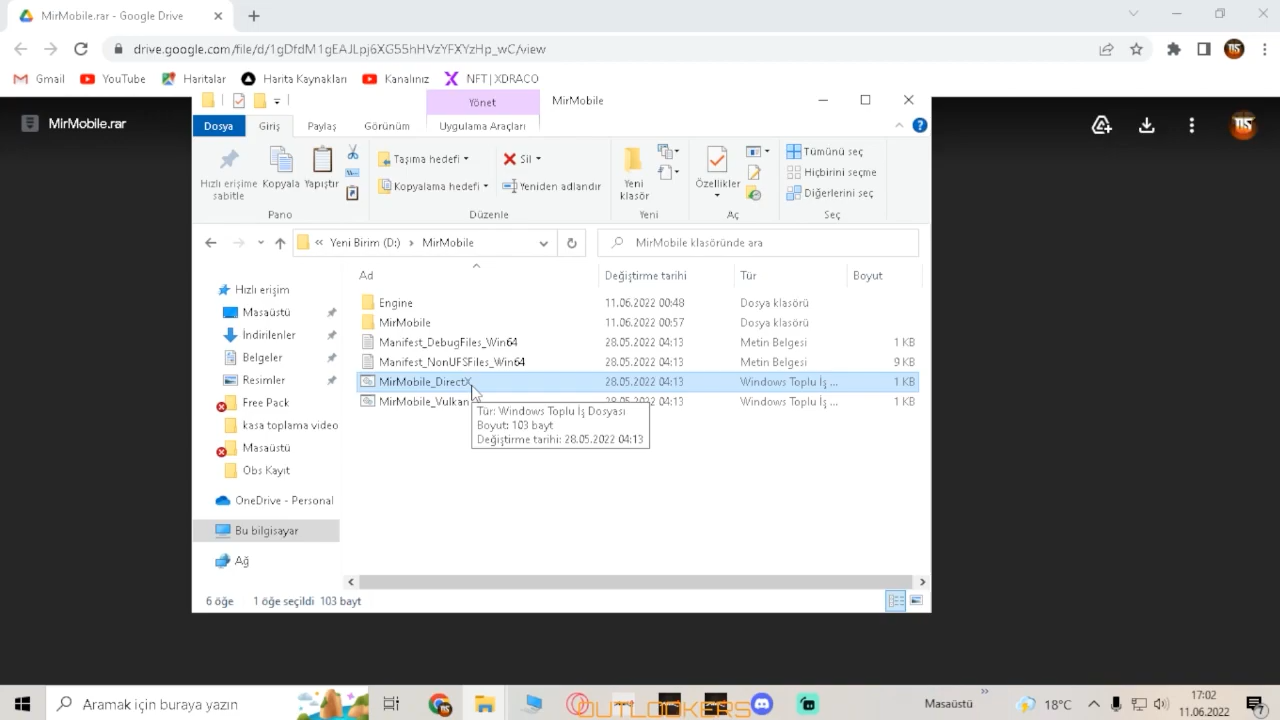 MirMobile.rar - Google Drive
drive.google.com/file/d/1gDfdM1gEAJLpj6XG55hHVzYFXYzHp_wC/view
Gmail YouTube Haritalar Harita Kaynakları Kanalınız NFT | XDRACO
MirMobile.rar
Yönet MirMobile
Dosya Giriş Paylaş Görünüm Uygulama Araçları
Hızlı erişime sabitle
Kopyala
Yapıştır
Pano
Taşıma hedefi
Kopyalama hedefi
Sil
Yeniden adlandır
Düzenle
Yeni klasör
Yeni
Özellikler
Aç
Tümünü seç
Hiçbirini seçme
Diğerlerini seç
Seç
« Yeni Birim (D:) > MirMobile
MirMobile klasöründe ara
Hızlı erişim
Masaüstü
İndirilenler
Belgeler
Resimler
Free Pack
kasa toplama video
Masaüstü
Obs Kayıt
OneDrive - Personal
Bu bilgisayar
Ağ
Ad Değiştirme tarihi Tür Boyut
Engine 11.06.2022 00:48 Dosya klasörü
MirMobile 11.06.2022 00:57 Dosya klasörü
Manifest_DebugFiles_Win64 28.05.2022 04:13 Metin Belgesi 1 KB
Manifest_NonUFSFiles_Win64 28.05.2022 04:13 Metin Belgesi 9 KB
MirMobile_DirectX 28.05.2022 04:13 Windows Toplu İş ... 1 KB
MirMobile_Vulkan 28.05.2022 04:13 Windows Toplu İş ... 1 KB
Tür: Windows Toplu İş Dosyası
Boyut: 103 bayt
Değiştirme tarihi: 28.05.2022 04:13
6 öğe 1 öğe seçildi 103 bayt
Aramak için buraya yazın
OUTLOOKERS
Masaüstü
18°C
17:02
11.06.2022
7